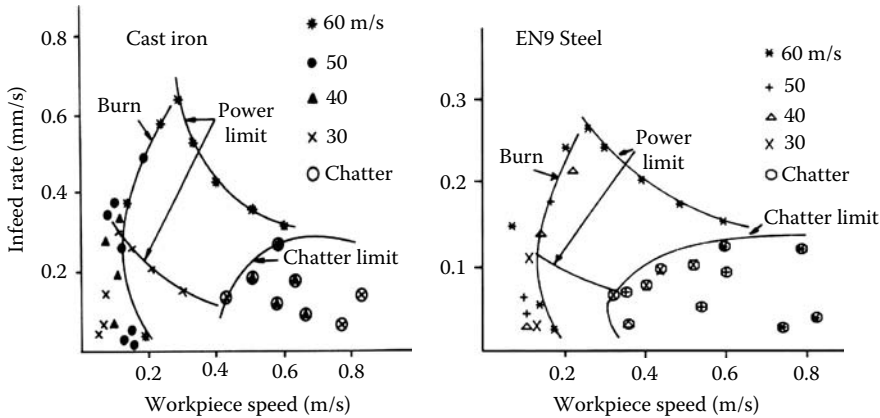 Cast iron
60 m/s
50
40
30
Chatter
Burn
Power
limit
Chatter limit
0.8
0.6
0.4
0.2
Infeed rate (mm/s)
0.2
0.4
0.6
0.8
Workpiece speed (m/s)
EN9 Steel
60 m/s
50
40
30
Chatter
Burn
Power
limit
Chatter limit
0.3
0.2
0.1
0.2
0.4
0.6
0.8
Workpiece speed (m/s)